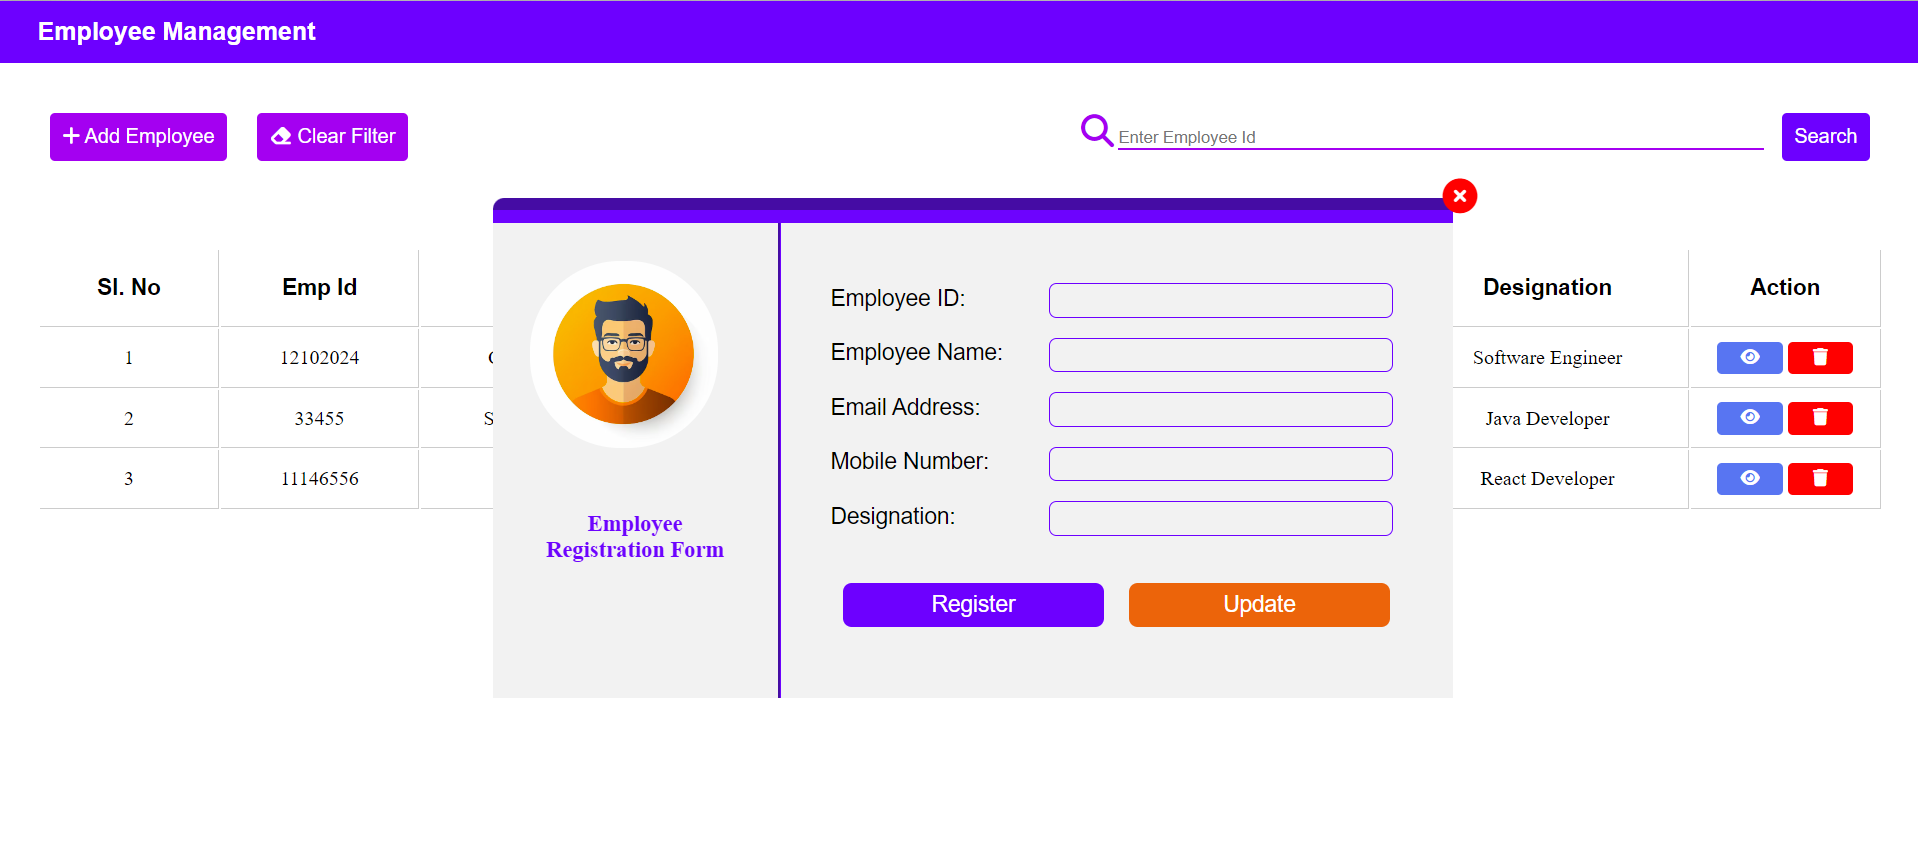 Employee Management
Add Employee
Clear Filter
Enter Employee Id
Search
Sl. No
Emp Id
Designation
Action
1
12102024
Software Engineer
2
33455
S
Java Developer
3
11146556
React Developer
Employee
Registration Form
Employee ID:
Employee Name:
Email Address:
Mobile Number:
Designation:
Register
Update